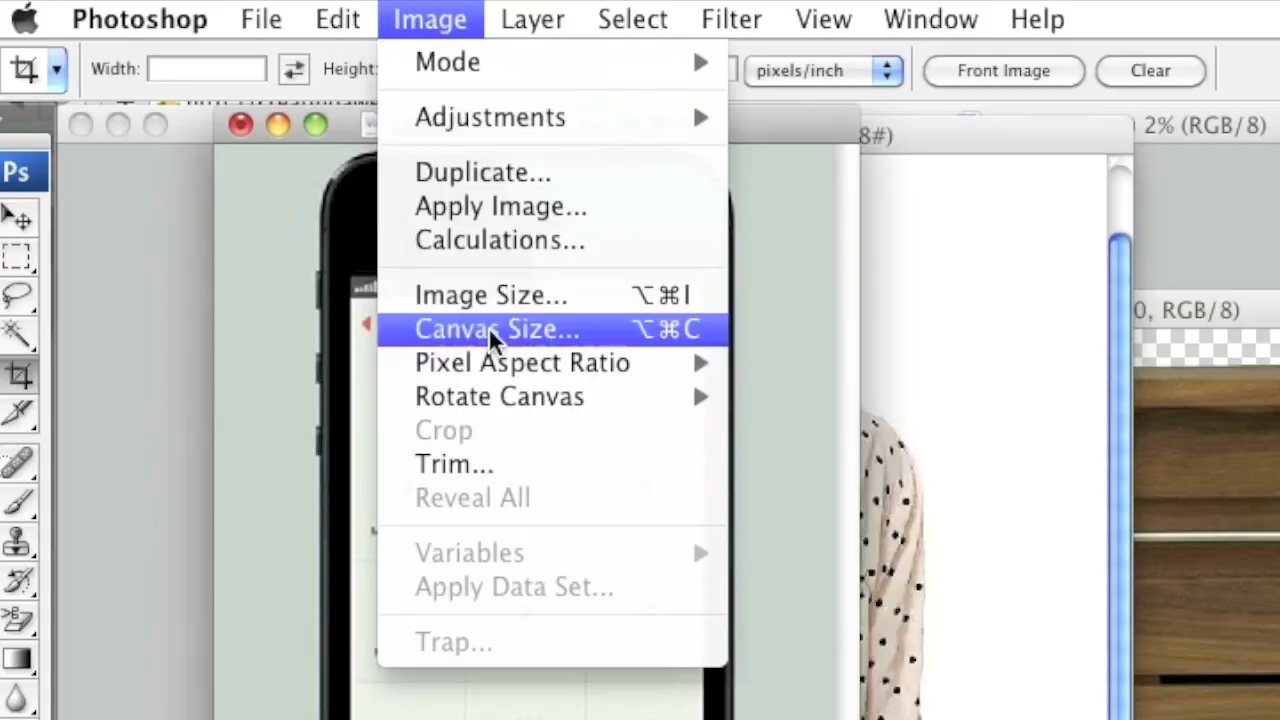 Photoshop File Edit Image Layer Select Filter View Window Help
Width: Height: pixels/inch Front Image Clear
Mode
Adjustments
8#) 2% (RGB/8)
Ps
Duplicate...
Apply Image...
Calculations...
Image Size... ⌥⌘I
0, RGB/8)
Canvas Size... ⌥⌘C
Pixel Aspect Ratio
Rotate Canvas
Crop
Trim...
Reveal All
Variables
Apply Data Set...
Trap...